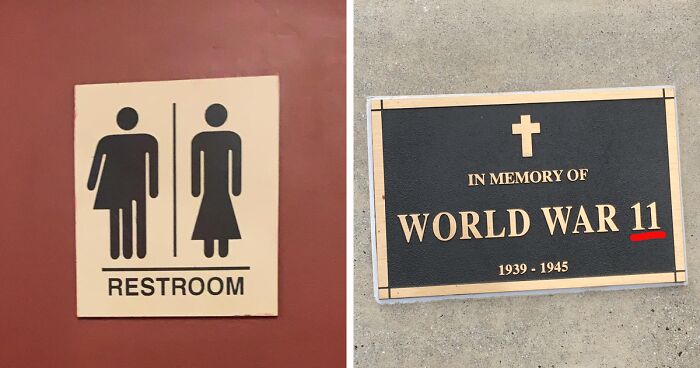 RESTROOM
IN MEMORY OF
WORLD WAR 11
1939 - 1945